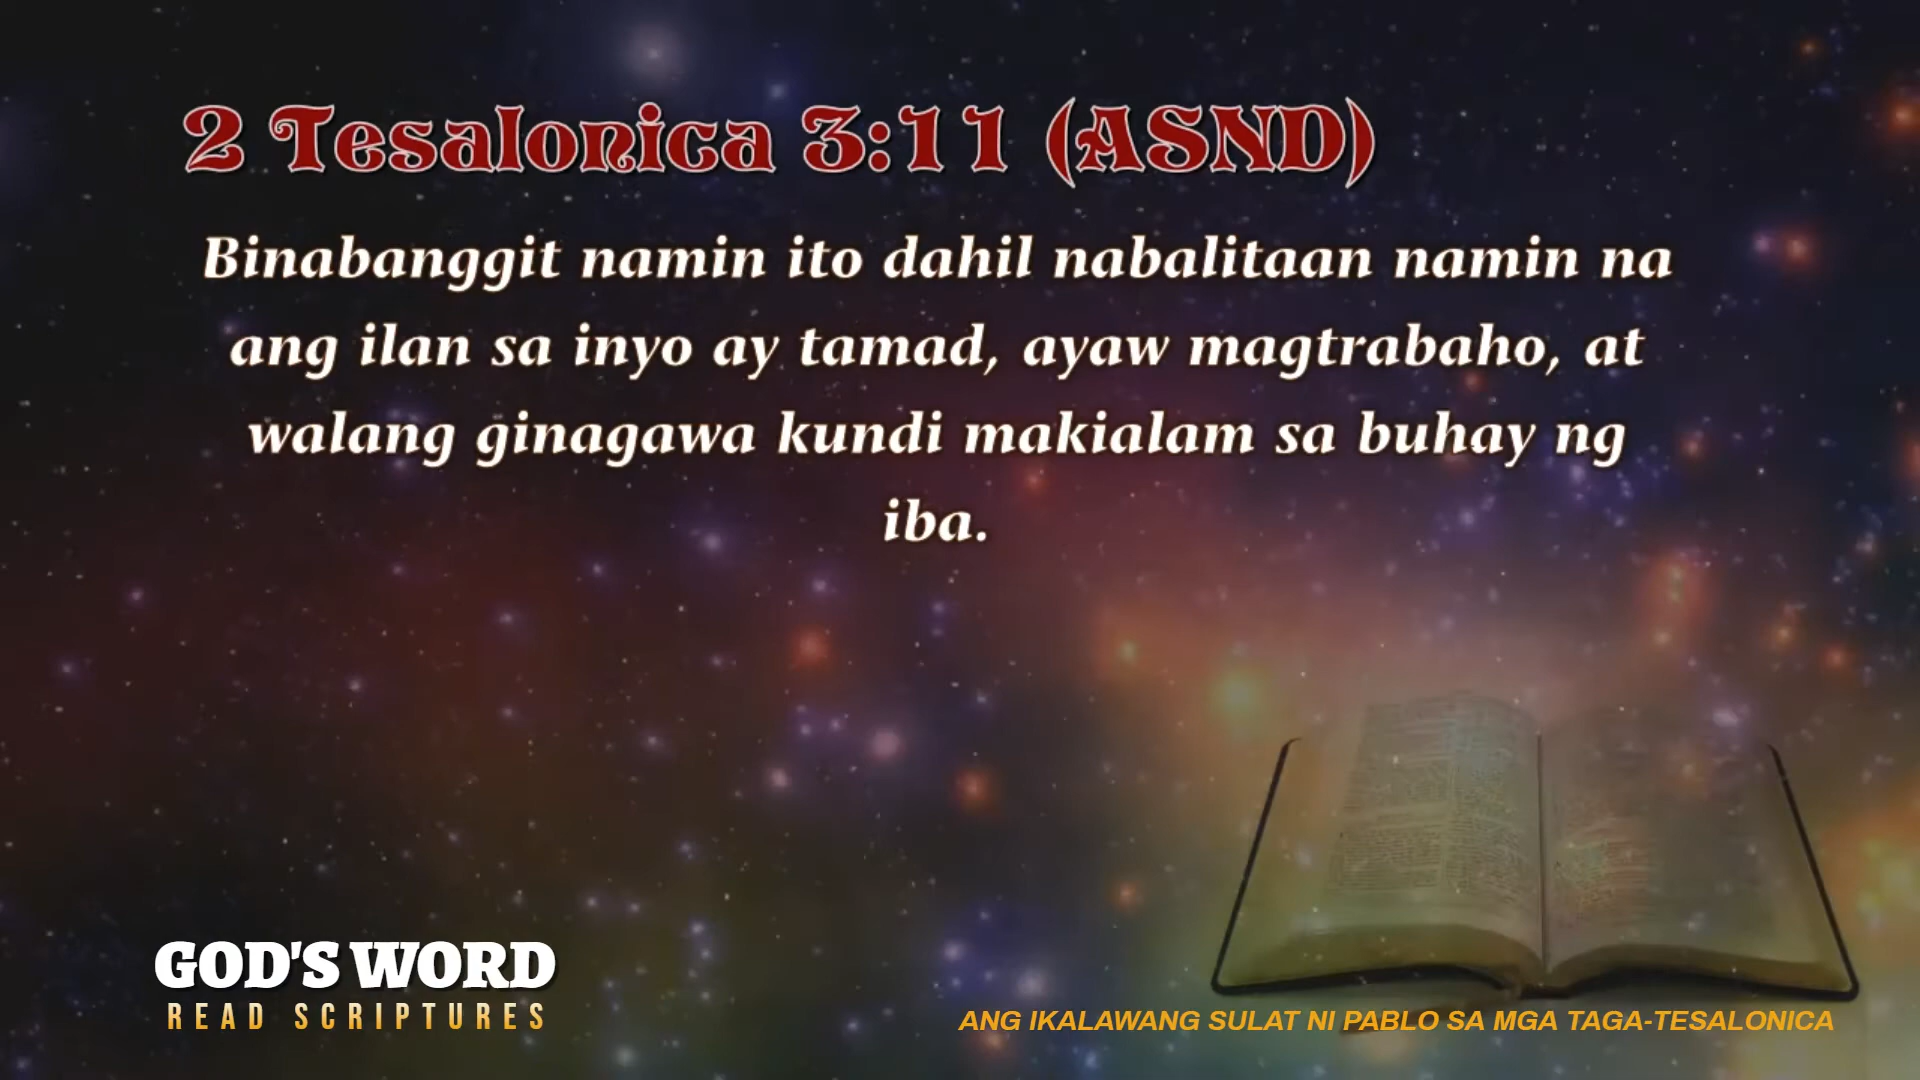 2 Tesalonica 3:11 (ASND)
Binabanggit namin ito dahil nabalitaan namin na
ang ilan sa inyo ay tamad, ayaw magtrabaho, at
walang ginagawa kundi makialam sa buhay ng
iba.
GOD'S WORD
READ SCRIPTURES
ANG IKALAWANG SULAT NI PABLO SA MGA TAGA-TESALONICA